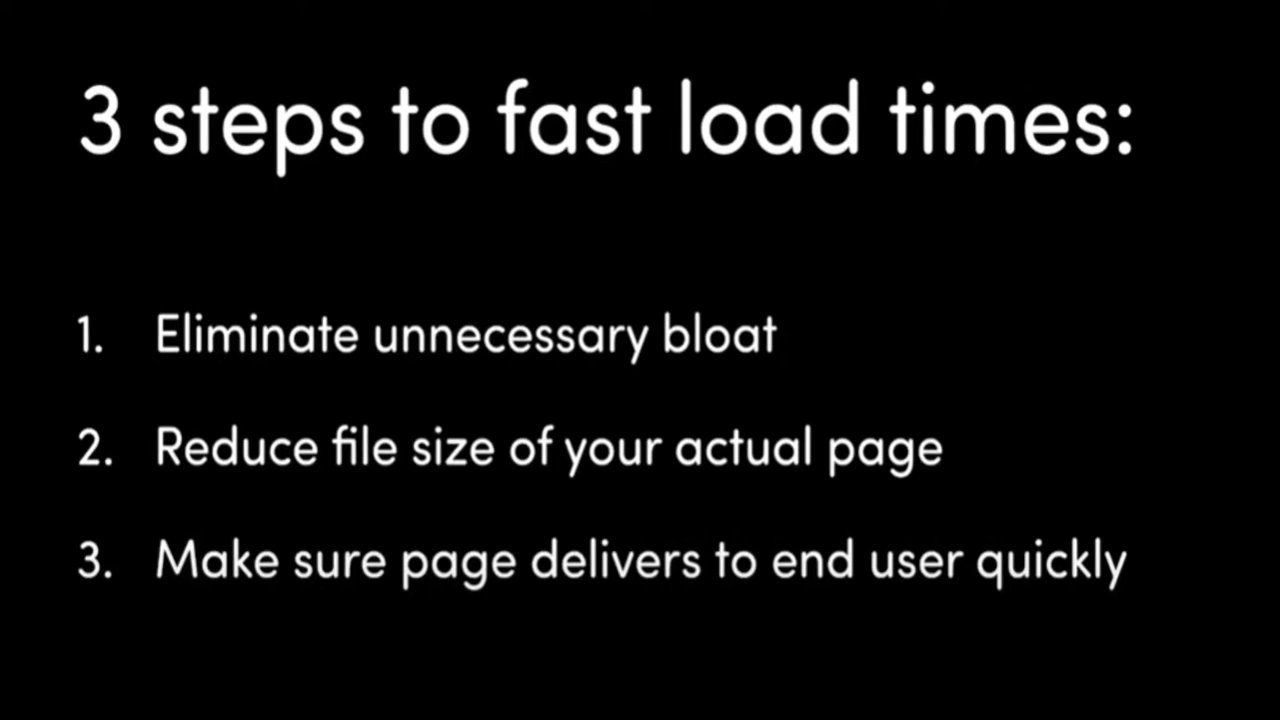 3 steps to fast load times:
1. Eliminate unnecessary bloat
2. Reduce file size of your actual page
3. Make sure page delivers to end user quickly